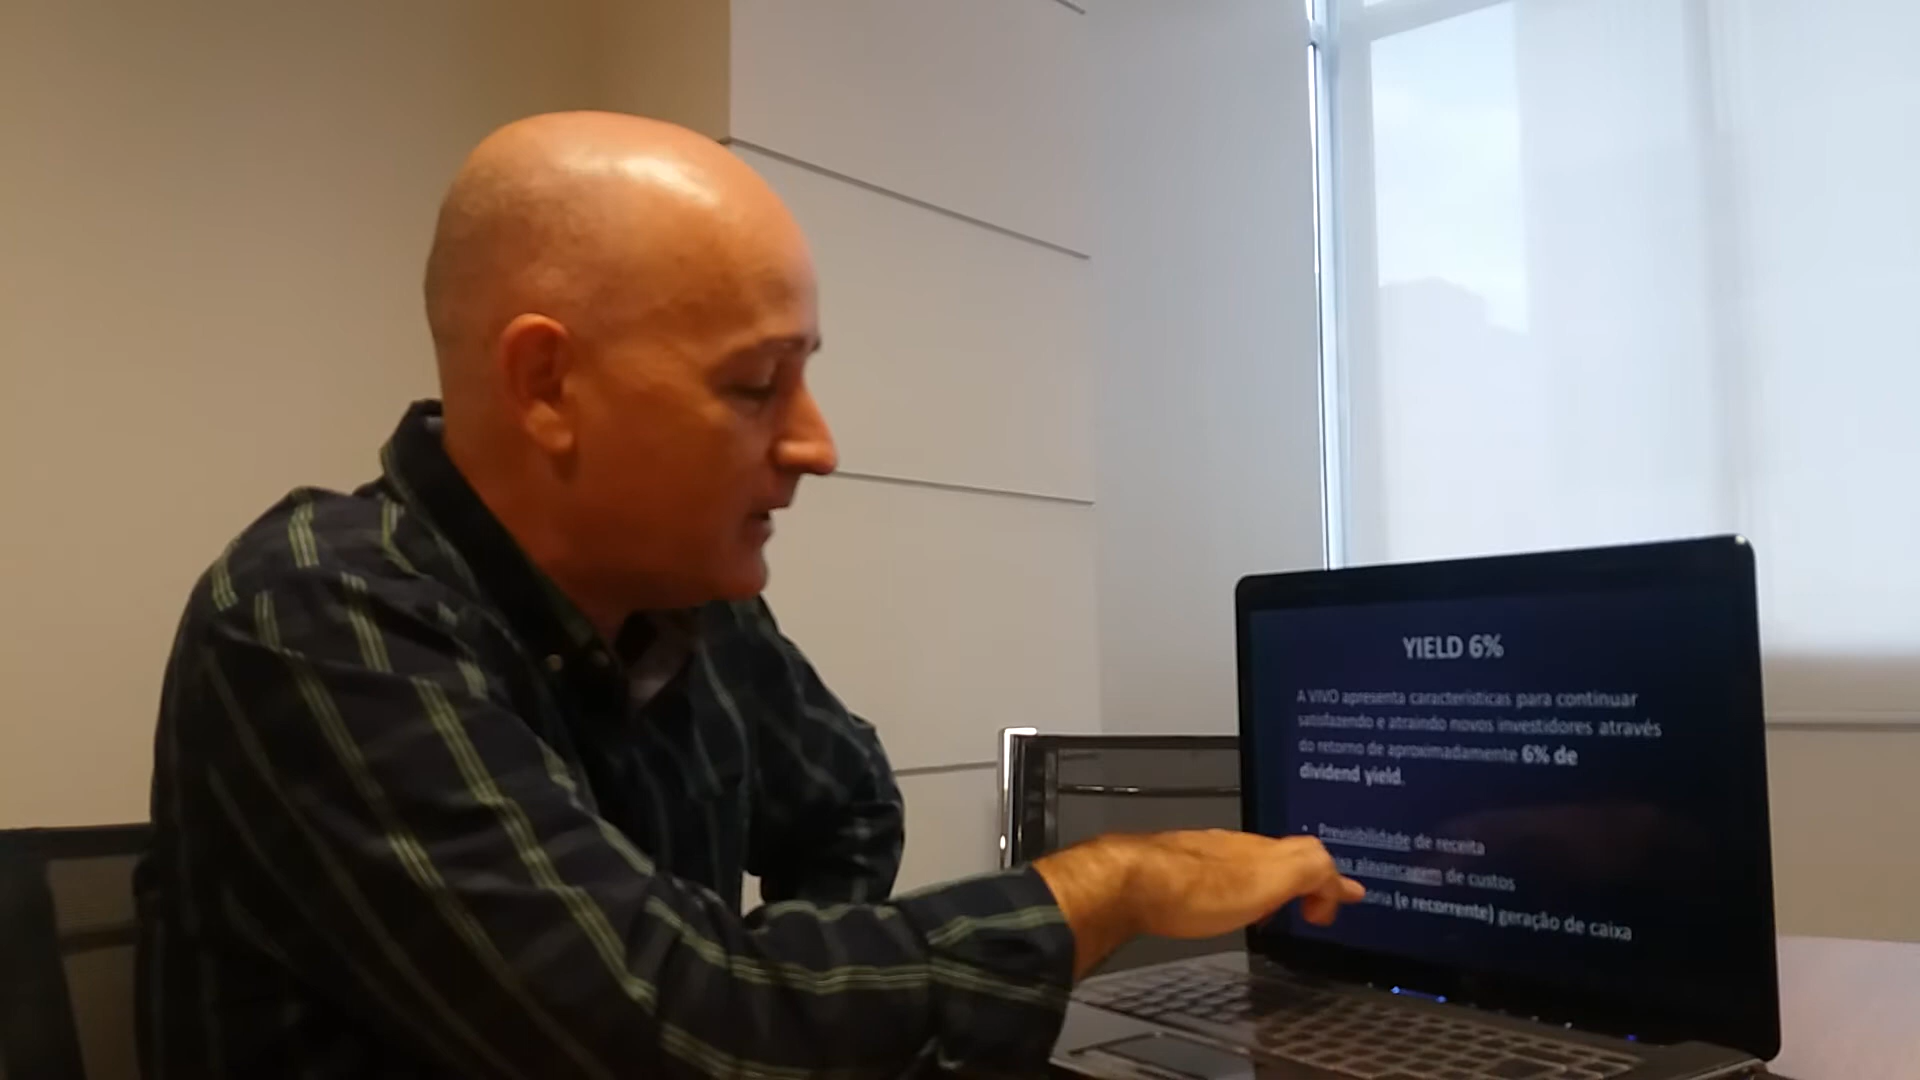 YIELD 6%
A VIVO apresenta características para continuar
satisfazendo e atraindo novos investidores através
do retorno de aproximadamente 6% de
dividend yield.
• Previsibilidade de receita
alavancagem de custos
(e recorrente) geração de caixa